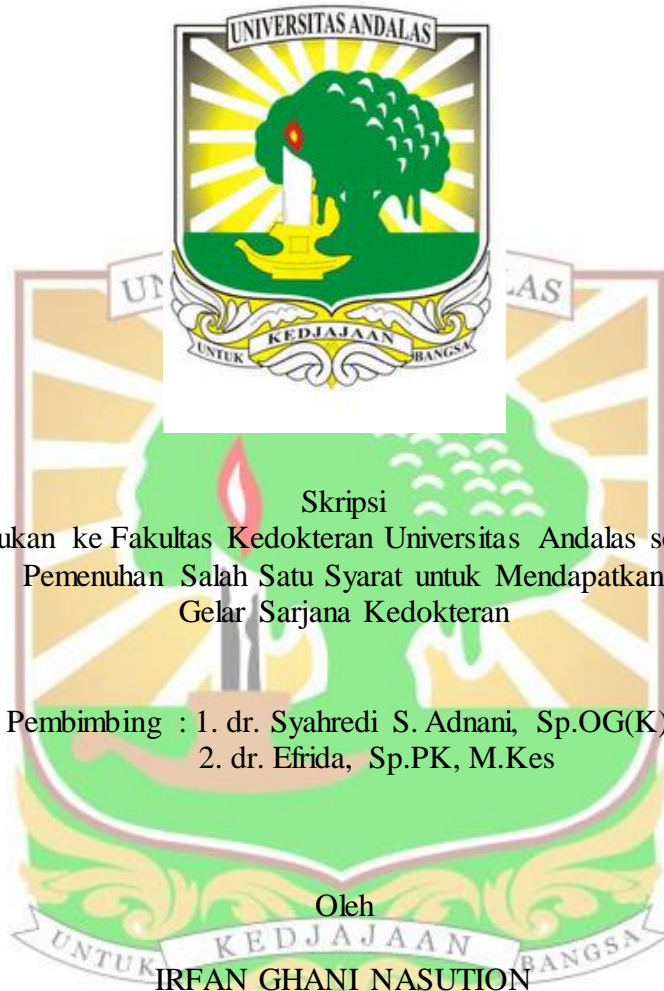 UNIVERSITAS ANDALAS
KEDJAJAAN
UNTUK BANGSA
Skripsi
ke Fakultas Kedokteran Universitas Andalas
Pemenuhan Salah Satu Syarat untuk Mendapatkan
Gelar Sarjana Kedokteran
Pembimbing : 1. dr. Syahredi S. Adnani, Sp.OG(K)
2. dr. Efrida, Sp.PK, M.Kes
Oleh
UNTUK KEDJAJAAN BANGSA
IRFAN GHANI NASUTION